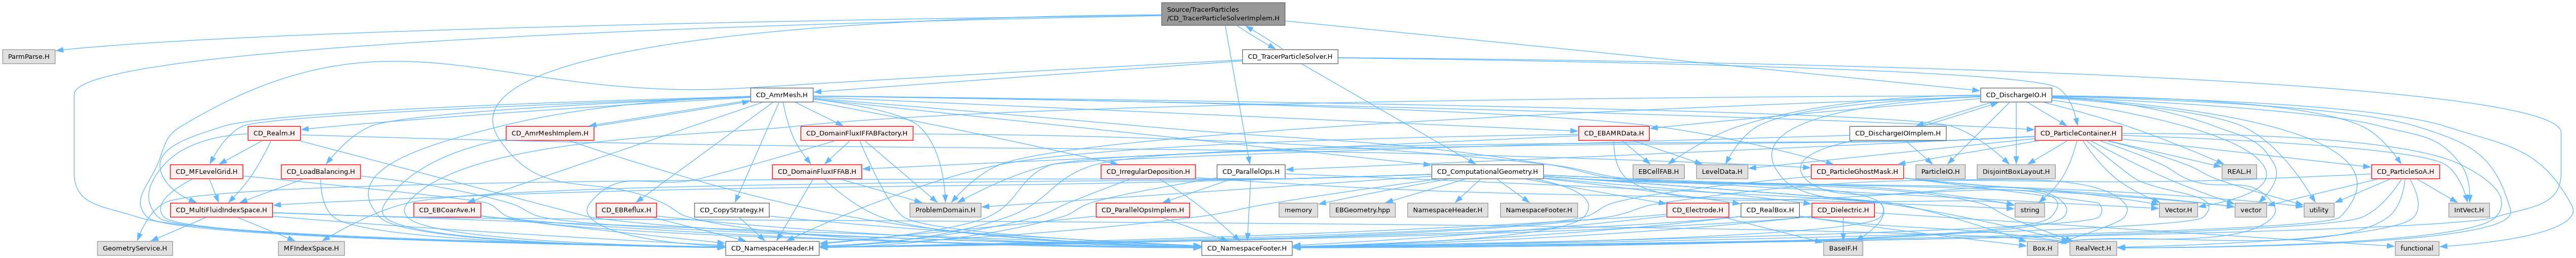 Source/TracerParticles
/CD_TracerParticleSolverImplem.H
ParmParse.H
CD_TracerParticleSolver.H
CD_AmrMesh.H
CD_DischargeIO.H
CD_Realm.H
CD_AmrMeshImplem.H
CD_DomainFluxIFFABFactory.H
CD_EBAMRData.H
CD_DischargeIOImplem.H
CD_ParticleContainer.H
CD_MFLevelGrid.H
CD_LoadBalancing.H
CD_DomainFluxIFFAB.H
CD_IrregularDeposition.H
CD_ParallelOps.H
CD_ComputationalGeometry.H
EBCellFAB.H
LevelData.H
CD_ParticleGhostMask.H
ParticleIO.H
DisjointBoxLayout.H
REAL.H
CD_ParticleSoA.H
CD_MultiFluidIndexSpace.H
CD_EBCoarAve.H
CD_EBReflux.H
CD_CopyStrategy.H
ProblemDomain.H
CD_ParallelOpsImplem.H
memory
EBGeometry.hpp
NamespaceHeader.H
NamespaceFooter.H
CD_Electrode.H
CD_RealBox.H
CD_Dielectric.H
string
Vector.H
vector
utility
IntVect.H
GeometryService.H
MFIndexSpace.H
CD_NamespaceHeader.H
CD_NamespaceFooter.H
BaseIF.H
Box.H
RealVect.H
functional